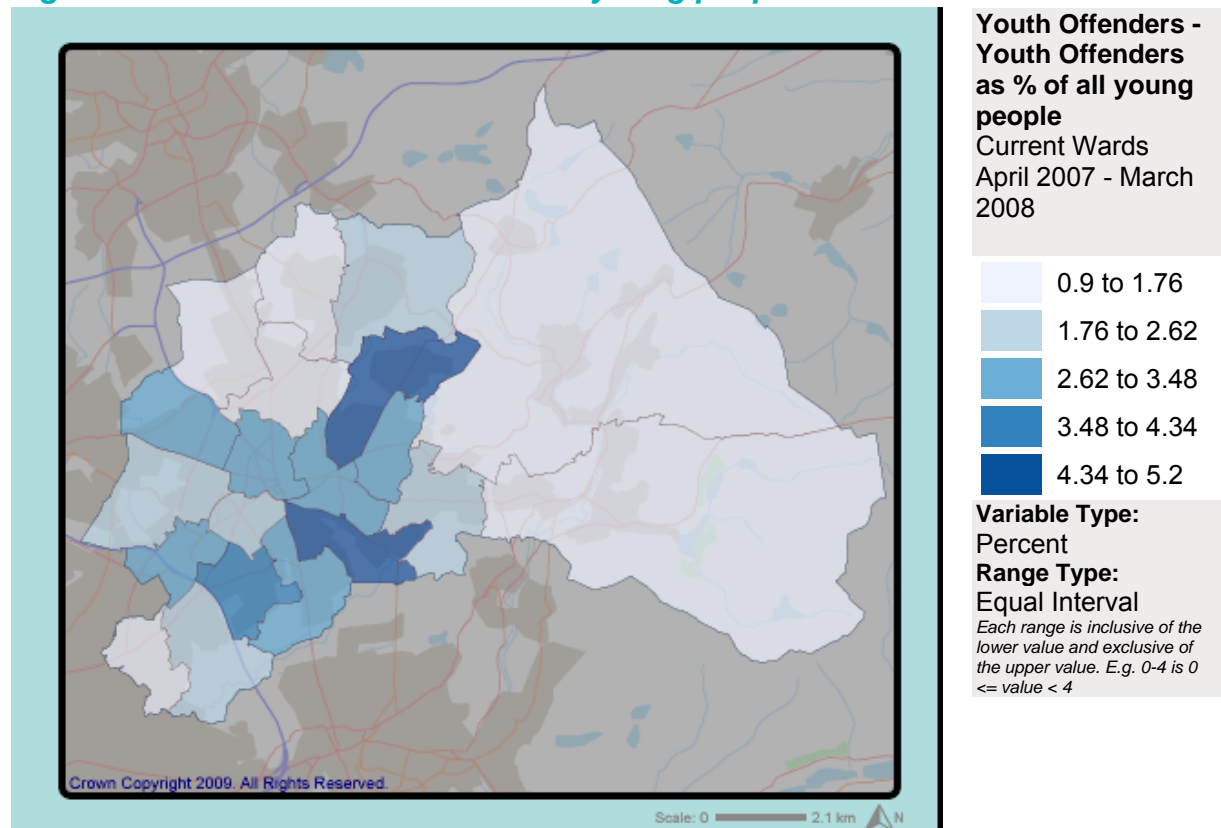 Youth Offenders -
Youth Offenders
as % of all young
people
Current Wards
April 2007 - March
2008
0.9 to 1.76
1.76 to 2.62
2.62 to 3.48
3.48 to 4.34
4.34 to 5.2
Variable Type:
Percent
Range Type:
Equal Interval
Each range is inclusive of the
lower value and exclusive of
the upper value. E.g. 0-4 is 0
<= value < 4
Crown Copyright 2009. All Rights Reserved.
Scale: 0 2.1 km N